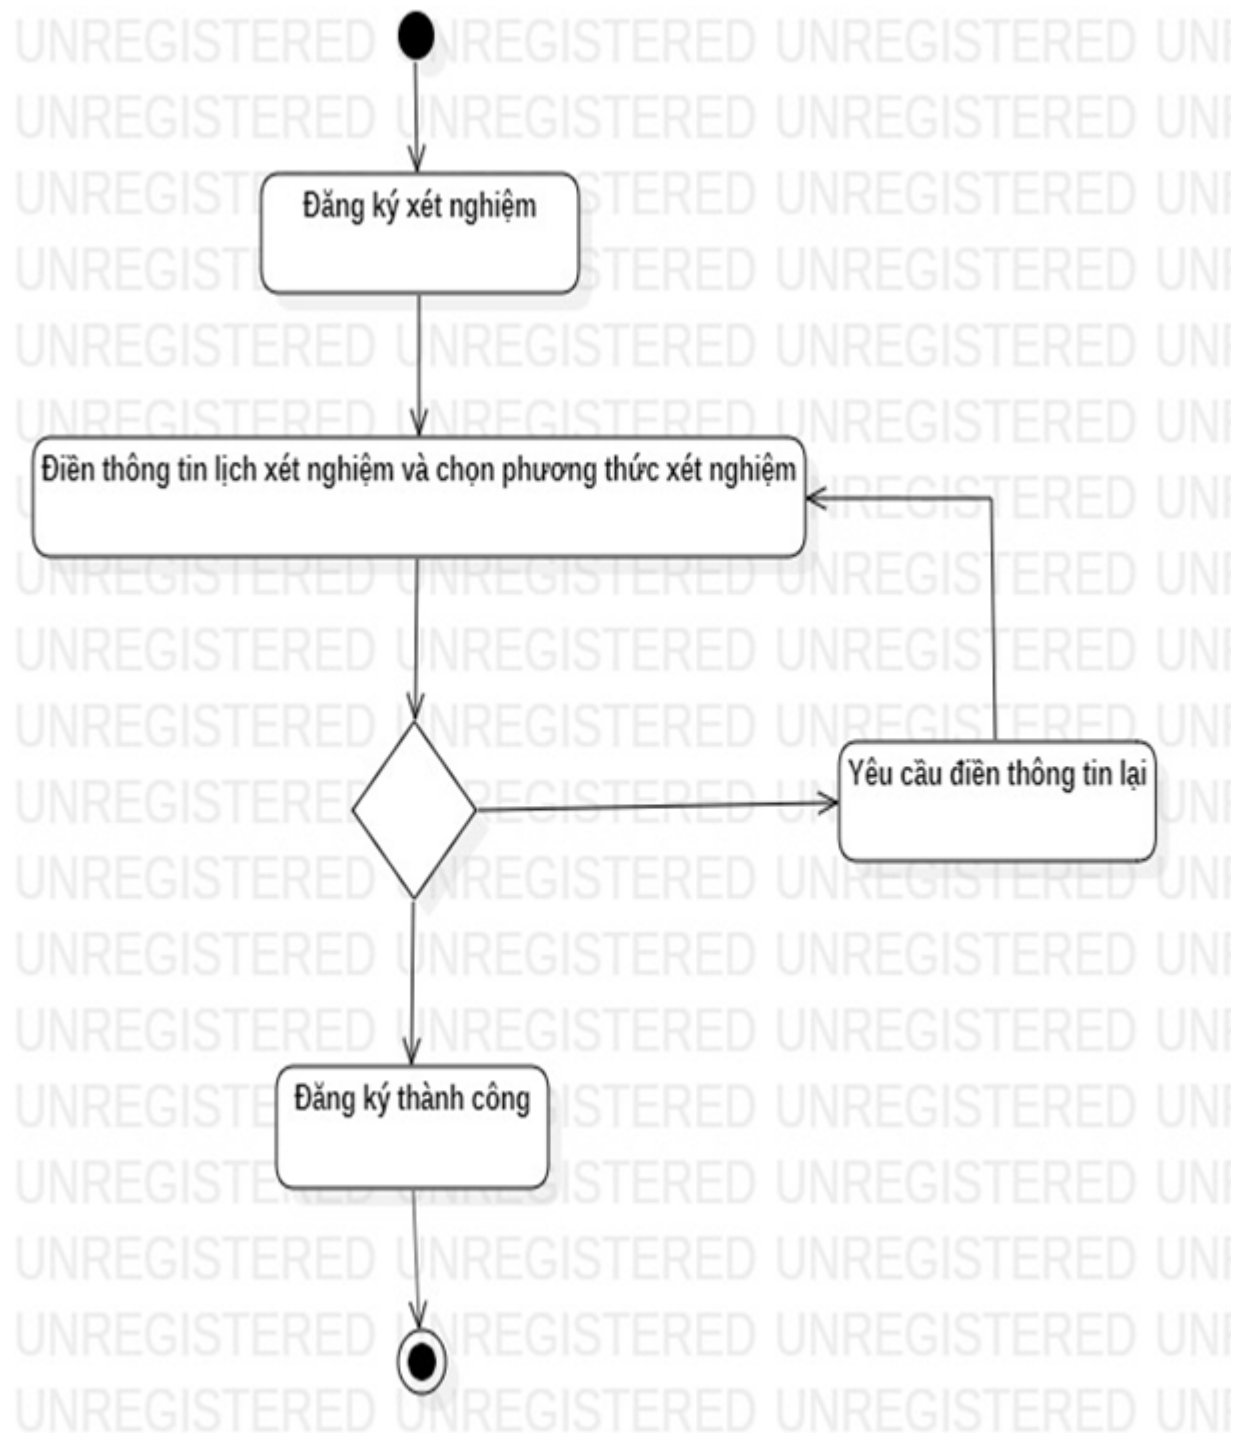 Đăng ký xét nghiệm
Điền thông tin lịch xét nghiệm và chọn phương thức xét nghiệm
Yêu cầu điền thông tin lại
Đăng ký thành công
UNREGISTERED